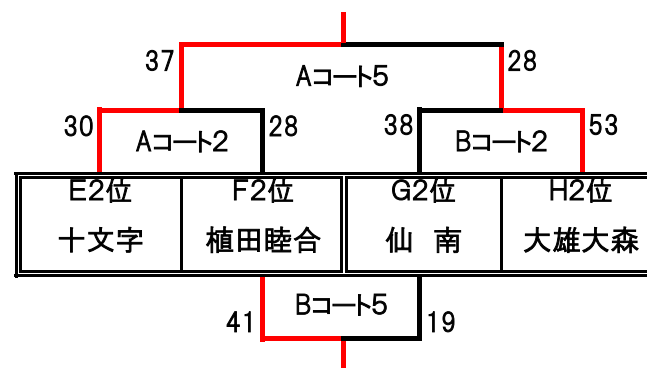 37 28
Aコート5
30 28 38 53
Aコート2 Bコート2
E2位 F2位 G2位 H2位
十文字 植田睦合 仙 南 大雄大森
Bコート5
41 19